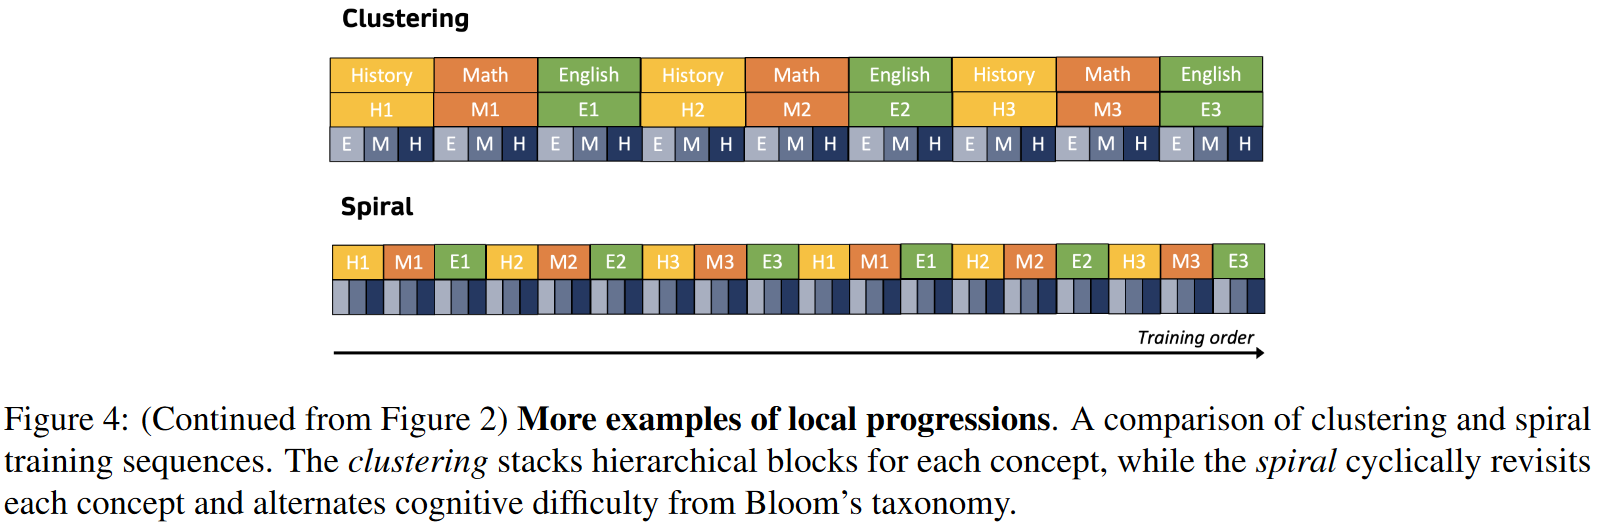 Clustering
History Math English History Math English History Math English
H1 M1 E1 H2 M2 E2 H3 M3 E3
E M H E M H E M H E M H E M H E M H E M H E M H E M H
Spiral
H1 M1 E1 H2 M2 E2 H3 M3 E3 H1 M1 E1 H2 M2 E2 H3 M3 E3
Training order
Figure 4: (Continued from Figure 2) More examples of local progressions. A comparison of clustering and spiral
training sequences. The clustering stacks hierarchical blocks for each concept, while the spiral cyclically revisits
each concept and alternates cognitive difficulty from Bloom’s taxonomy.